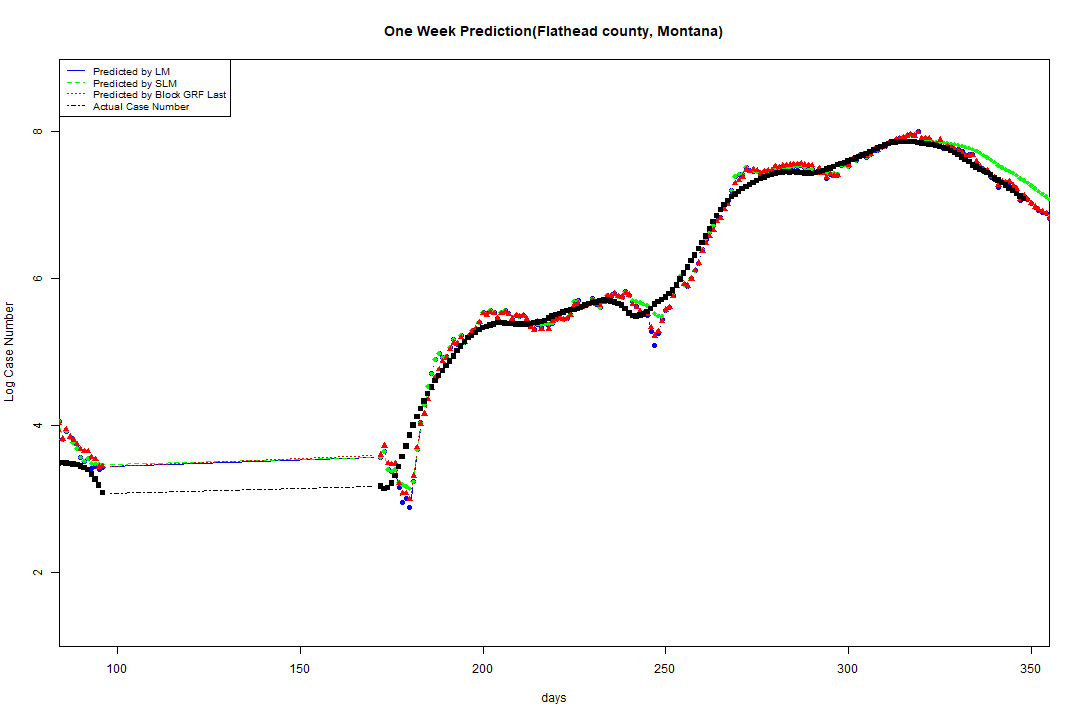 One Week Prediction(Flathead county, Montana)
Predicted by LM
Predicted by SLM
Predicted by Block GRF Last
Actual Case Number
8
6
4
2
Log Case Number
100 150 200 250 300 350
days